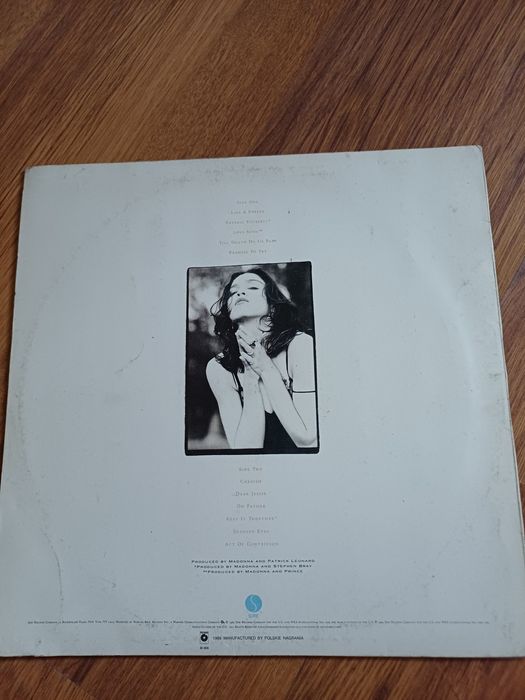 Side One
Like A Prayer
Express Yourself*
Love Song**
Till Death Do Us Part
Promise To Try
Side Two
Cherish
Dear Jessie
Oh Father
Keep It Together*
Spanish Eyes
Act Of Contrition
Produced by Madonna and Patrick Leonard
*Produced by Madonna and Stephen Bray
**Produced by Madonna and Prince
SIRE
1989 MANUFACTURED BY POLSKIE NAGRANIA